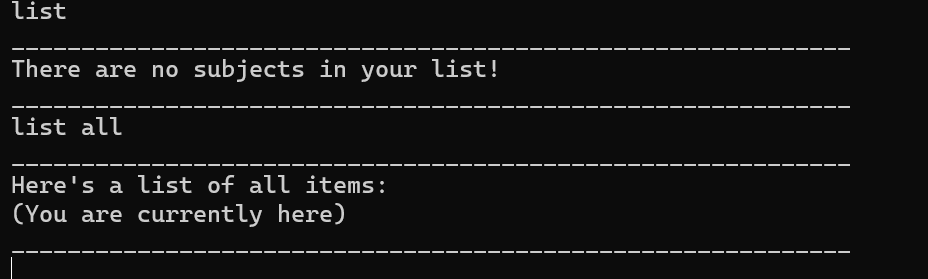 list
____________________________________________________________
There are no subjects in your list!
____________________________________________________________
list all
____________________________________________________________
Here's a list of all items:
(You are currently here)
____________________________________________________________